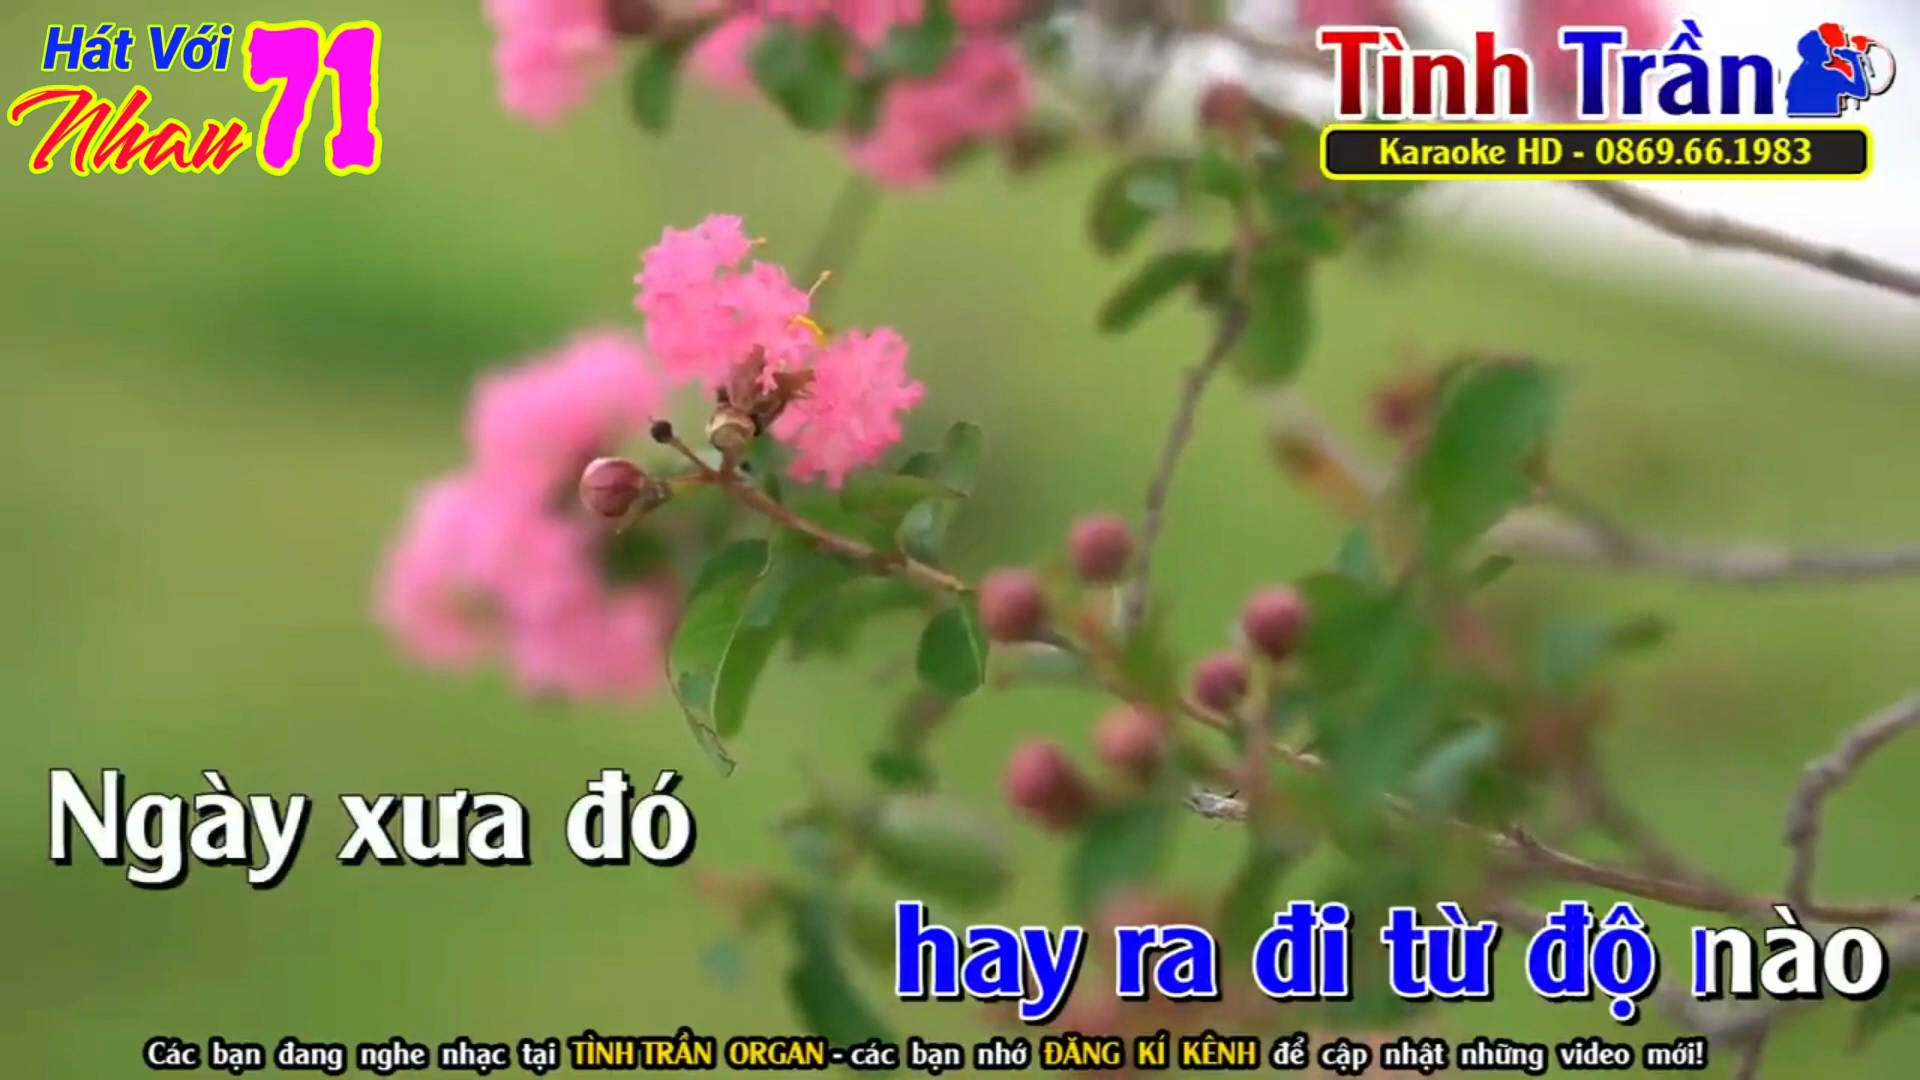 Hát Với
Nhan
71
Tình Trần
Karaoke HD - 0869.66.1983
Ngày xưa đó
hay ra đi từ độ nào
Các bạn đang nghe nhạc tại TÌNH TRẦN ORGAN - các bạn nhớ ĐĂNG KÍ KÊNH để cập nhật những video mới!